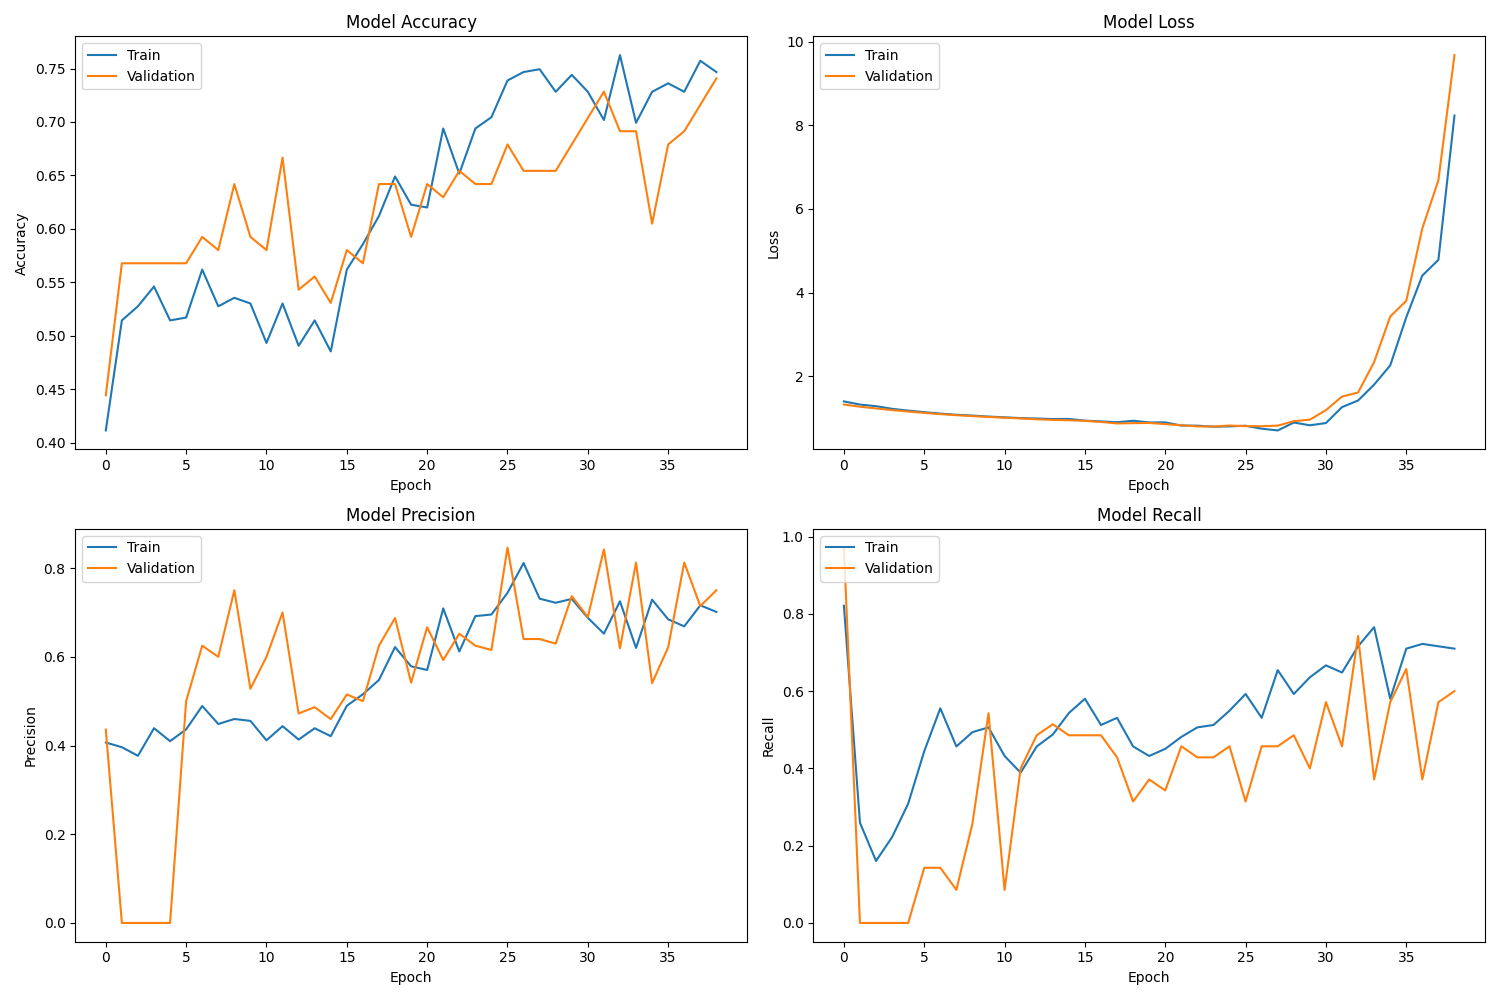 Model Accuracy
Train
Validation
0.75
0.70
0.65
0.60
0.55
0.50
0.45
0.40
Accuracy
0 5 10 15 20 25 30 35
Epoch
Model Loss
Train
Validation
10
8
6
4
2
Loss
0 5 10 15 20 25 30 35
Epoch
Model Precision
Train
Validation
0.8
0.6
0.4
0.2
0.0
Precision
0 5 10 15 20 25 30 35
Epoch
Model Recall
Train
Validation
1.0
0.8
0.6
0.4
0.2
0.0
Recall
0 5 10 15 20 25 30 35
Epoch